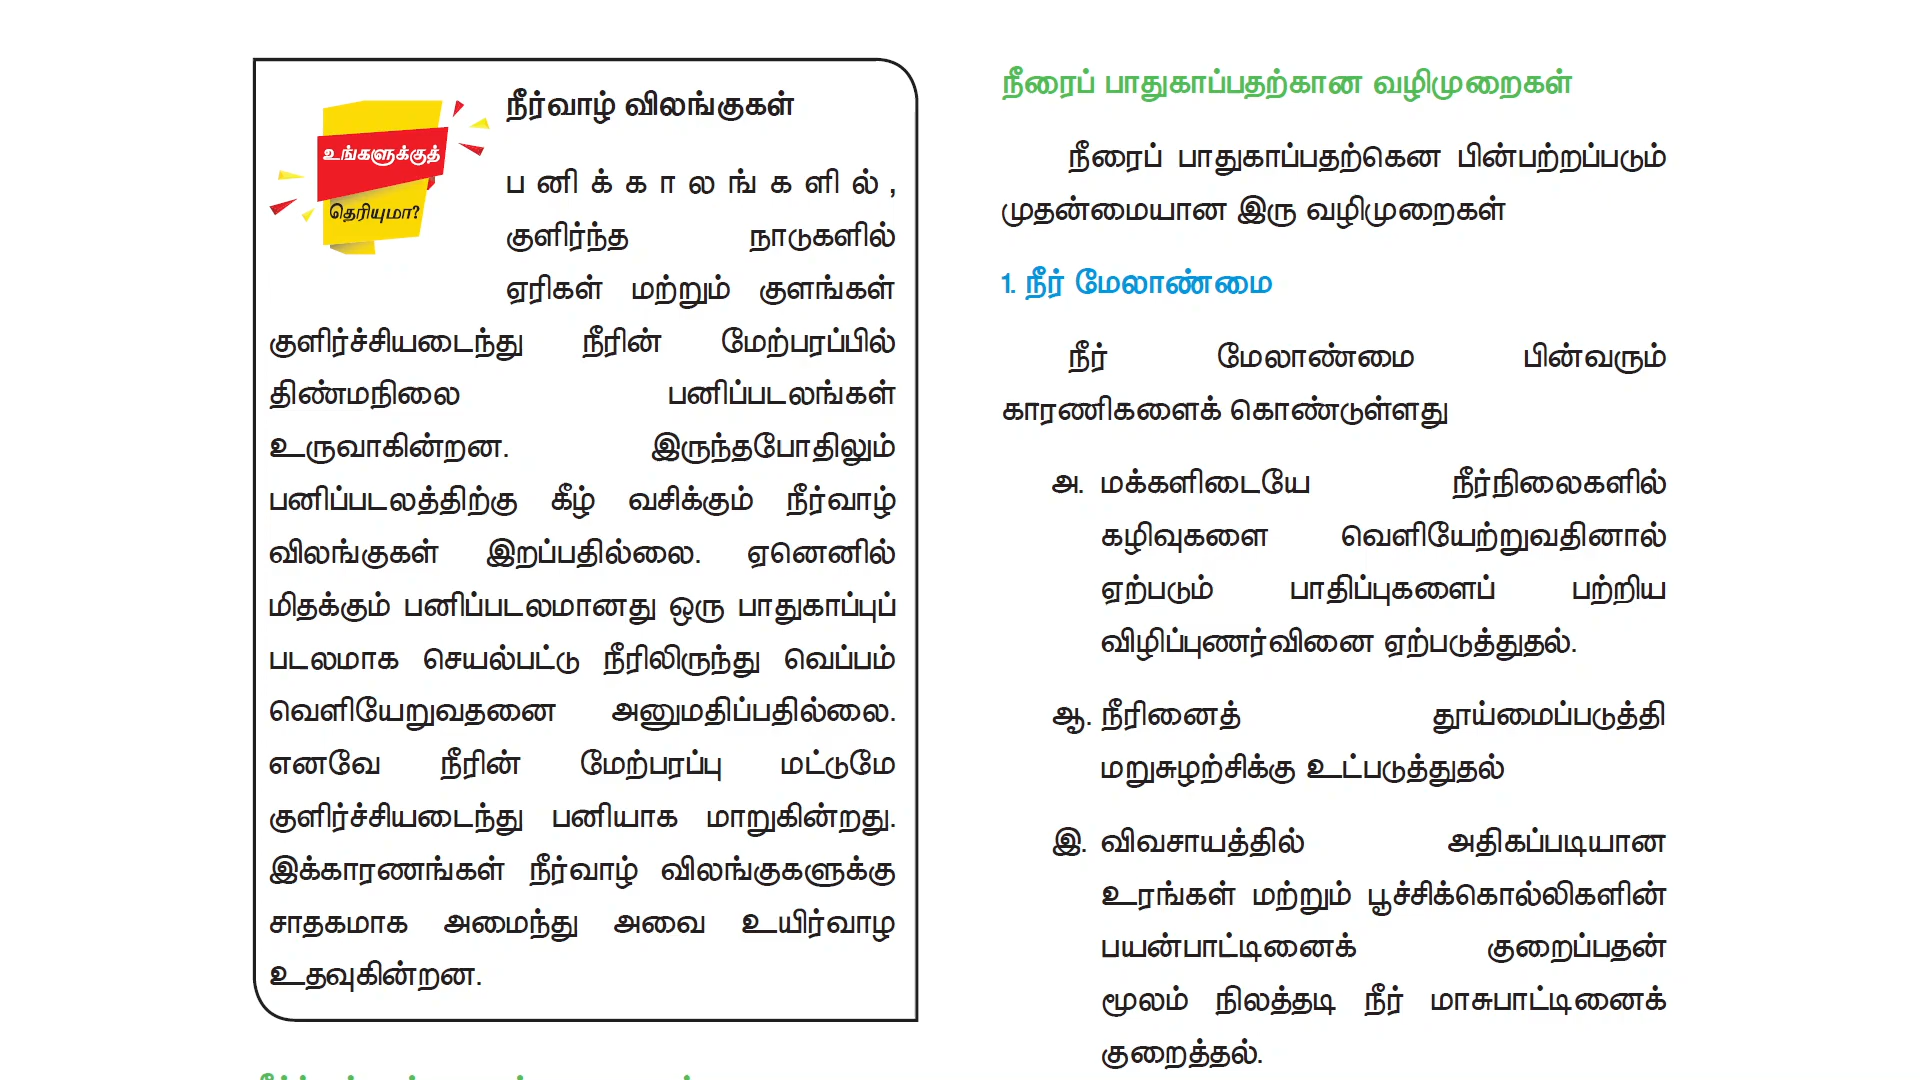 உங்களுக்குத்
தெரியுமா?
நீர்வாழ் விலங்குகள்
பனிக்காலங்களில்,
குளிர்ந்த நாடுகளில்
ஏரிகள் மற்றும் குளங்கள்
குளிர்ச்சியடைந்து நீரின் மேற்பரப்பில்
திண்மநிலை பனிப்படலங்கள்
உருவாகின்றன. இருந்தபோதிலும்
பனிப்படலத்திற்கு கீழ் வசிக்கும் நீர்வாழ்
விலங்குகள் இறப்பதில்லை. ஏனெனில்
மிதக்கும் பனிப்படலமானது ஒரு பாதுகாப்புப்
படலமாக செயல்பட்டு நீரிலிருந்து வெப்பம்
வெளியேறுவதனை அனுமதிப்பதில்லை.
எனவே நீரின் மேற்பரப்பு மட்டுமே
குளிர்ச்சியடைந்து பனியாக மாறுகின்றது.
இக்காரணங்கள் நீர்வாழ் விலங்குகளுக்கு
சாதகமாக அமைந்து அவை உயிர்வாழ
உதவுகின்றன.
நீரைப் பாதுகாப்பதற்கான வழிமுறைகள்
நீரைப் பாதுகாப்பதற்கென பின்பற்றப்படும்
முதன்மையான இரு வழிமுறைகள்
1. நீர் மேலாண்மை
நீர் மேலாண்மை பின்வரும்
காரணிகளைக் கொண்டுள்ளது
அ. மக்களிடையே நீர்நிலைகளில்
கழிவுகளை வெளியேற்றுவதினால்
ஏற்படும் பாதிப்புகளைப் பற்றிய
விழிப்புணர்வினை ஏற்படுத்துதல்.
ஆ. நீரினைத் தூய்மைப்படுத்தி
மறுசுழற்சிக்கு உட்படுத்துதல்
இ. விவசாயத்தில் அதிகப்படியான
உரங்கள் மற்றும் பூச்சிக்கொல்லிகளின்
பயன்பாட்டினைக் குறைப்பதன்
மூலம் நிலத்தடி நீர் மாசுபாட்டினைக்
குறைத்தல்.